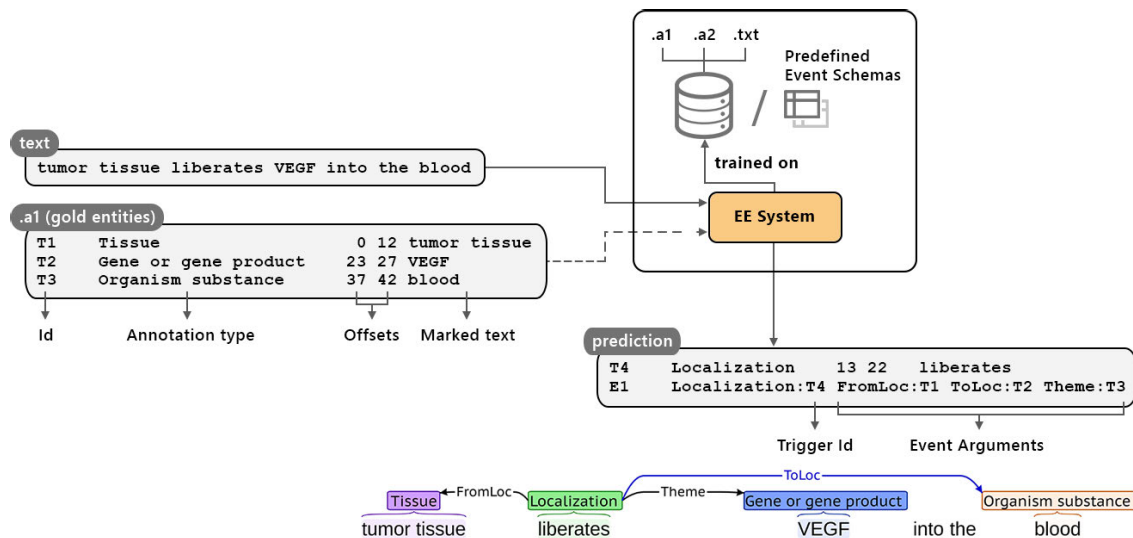 .a1 .a2 .txt
Predefined
Event Schemas
/
trained on
EE System
text
tumor tissue liberates VEGF into the blood
.a1 (gold entities)
T1 Tissue 0 12 tumor tissue
T2 Gene or gene product 23 27 VEGF
T3 Organism substance 37 42 blood
Id Annotation type Offsets Marked text
prediction
T4 Localization 13 22 liberates
E1 Localization:T4 FromLoc:T1 ToLoc:T2 Theme:T3
Trigger Id Event Arguments
ToLoc
Tissue FromLoc Localization Theme Gene or gene product Organism substance
tumor tissue liberates VEGF into the blood